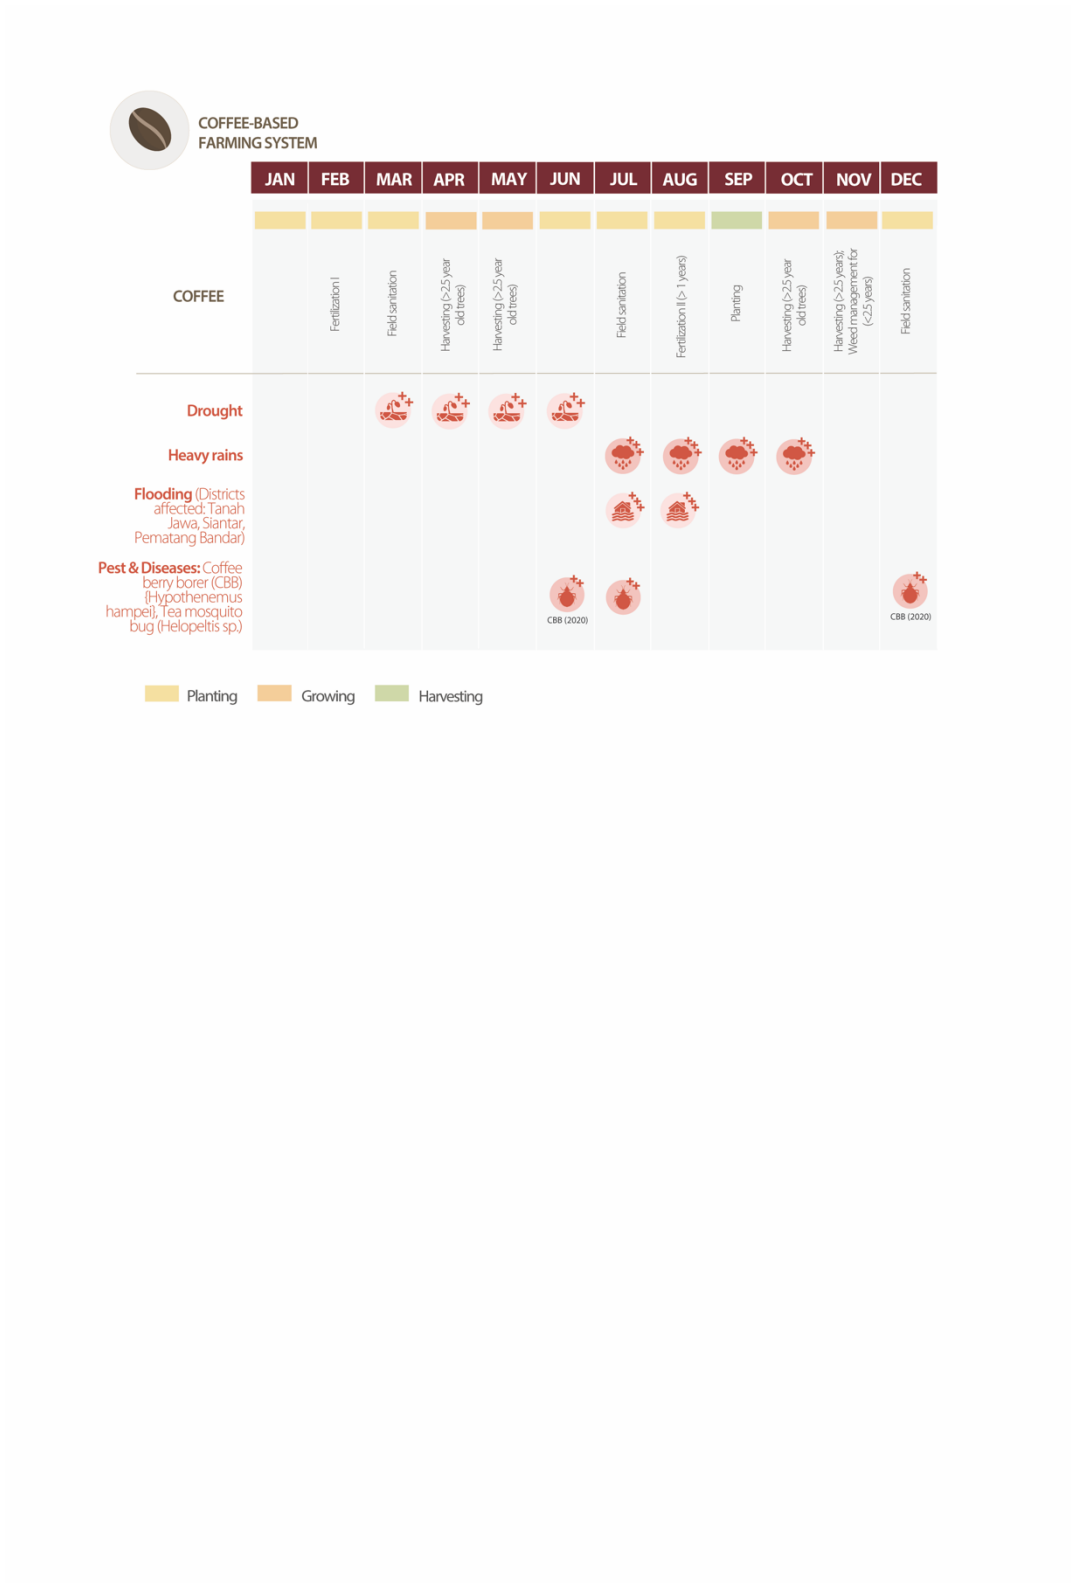 COFFEE-BASED
FARMING SYSTEM
JAN FEB MAR APR MAY JUN JUL AUG SEP OCT NOV DEC
COFFEE
Fertilization I
Field sanitation
Harvesting (>2.5 year
old trees)
Harvesting (>2.5 year
old trees)
Field sanitation
Fertilization II (> 1 years)
Planting
Harvesting (>2.5 year
old trees)
Harvesting (>2.5 years);
Weed management for
(<2.5 years)
Field sanitation
Drought
Heavy rains
Flooding (Districts
affected: Tanah
Jawa, Siantar,
Pematang Bandar)
Pest & Diseases: Coffee
berry borer (CBB)
{Hypothenemus
hampei}, Tea mosquito
bug (Helopeltis sp.)
CBB (2020)
CBB (2020)
Planting Growing Harvesting